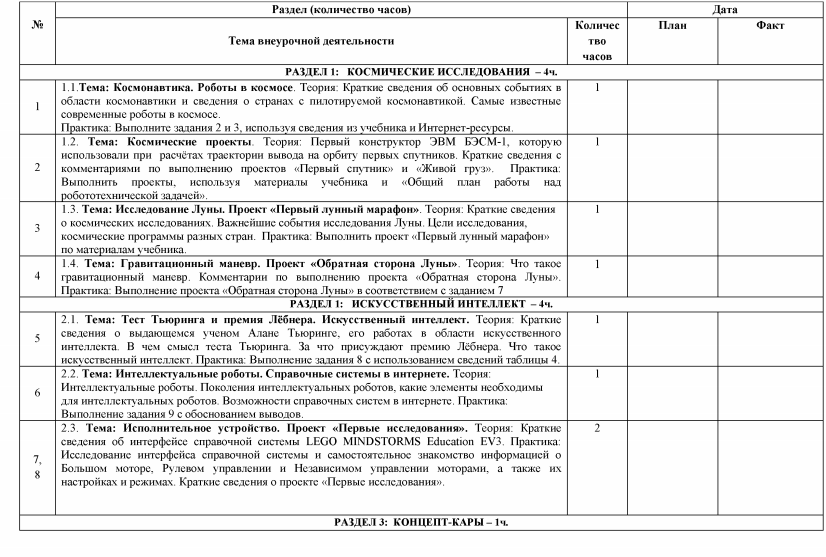 №
Раздел (количество часов)
Дата
Тема внеурочной деятельности
Количес
тво
часов
План
Факт
РАЗДЕЛ 1: КОСМИЧЕСКИЕ ИССЛЕДОВАНИЯ – 4ч.
1
1.1.Тема: Космонавтика. Роботы в космосе. Теория: Краткие сведения об основных событиях в
области космонавтики и сведения о странах с пилотируемой космонавтикой. Самые известные
современные роботы в космосе.
Практика: Выполните задания 2 и 3, используя сведения из учебника и Интернет-ресурсы.
1
2
1.2. Тема: Космические проекты. Теория: Первый конструктор ЭВМ БЭСМ-1, которую
использовали при расчётах траектории вывода на орбиту первых спутников. Краткие сведения с
комментариями по выполнению проектов «Первый спутник» и «Живой груз». Практика:
Выполнить проекты, используя материалы учебника и «Общий план работы над
робототехнической задачей».
1
3
1.3. Тема: Исследование Луны. Проект «Первый лунный марафон». Теория: Краткие сведения
о космических исследованиях. Важнейшие события исследования Луны. Цели исследования,
космические программы разных стран. Практика: Выполнить проект «Первый лунный марафон»
по материалам учебника.
1
4
1.4. Тема: Гравитационный маневр. Проект «Обратная сторона Луны». Теория: Что такое
гравитационный маневр. Комментарии по выполнению проекта «Обратная сторона Луны».
Практика: Выполнение проекта «Обратная сторона Луны» в соответствием с заданием 7
1
РАЗДЕЛ 1: ИСКУССТВЕННЫЙ ИНТЕЛЛЕКТ – 4ч.
5
2.1. Тема: Тест Тьюринга и премия Лёбнера. Искусственный интеллект. Теория: Краткие
сведения о выдающемся ученом Алане Тьюринге, его работах в области искусственного
интеллекта. В чем смысл теста Тьюринга. За что присуждают премию Лёбнера. Что такое
искусственный интеллект. Практика: Выполнение задания 8 с использованием сведений таблицы 4.
1
6
2.2. Тема: Интеллектуальные роботы. Справочные системы в интернете. Теория:
Интеллектуальные роботы. Поколения интеллектуальных роботов, какие элементы необходимы
для интеллектуальных роботов. Возможности справочных систем в интернете. Практика:
Выполнение задания 9 с обоснованием выводов.
1
7,
8
2.3. Тема: Исполнительное устройство. Проект «Первые исследования». Теория: Краткие
сведения об интерфейсе справочной системы LEGO MINDSTORMS Education EV3. Практика:
Исследование интерфейса справочной системы и самостоятельное знакомство информацией о
Большом моторе, Рулевом управлении и Независимом управлении моторами, а также их
настройках и режимах. Краткие сведения о проекте «Первые исследования».
2
РАЗДЕЛ 3: КОНЦЕПТ-КАРЫ – 1ч.